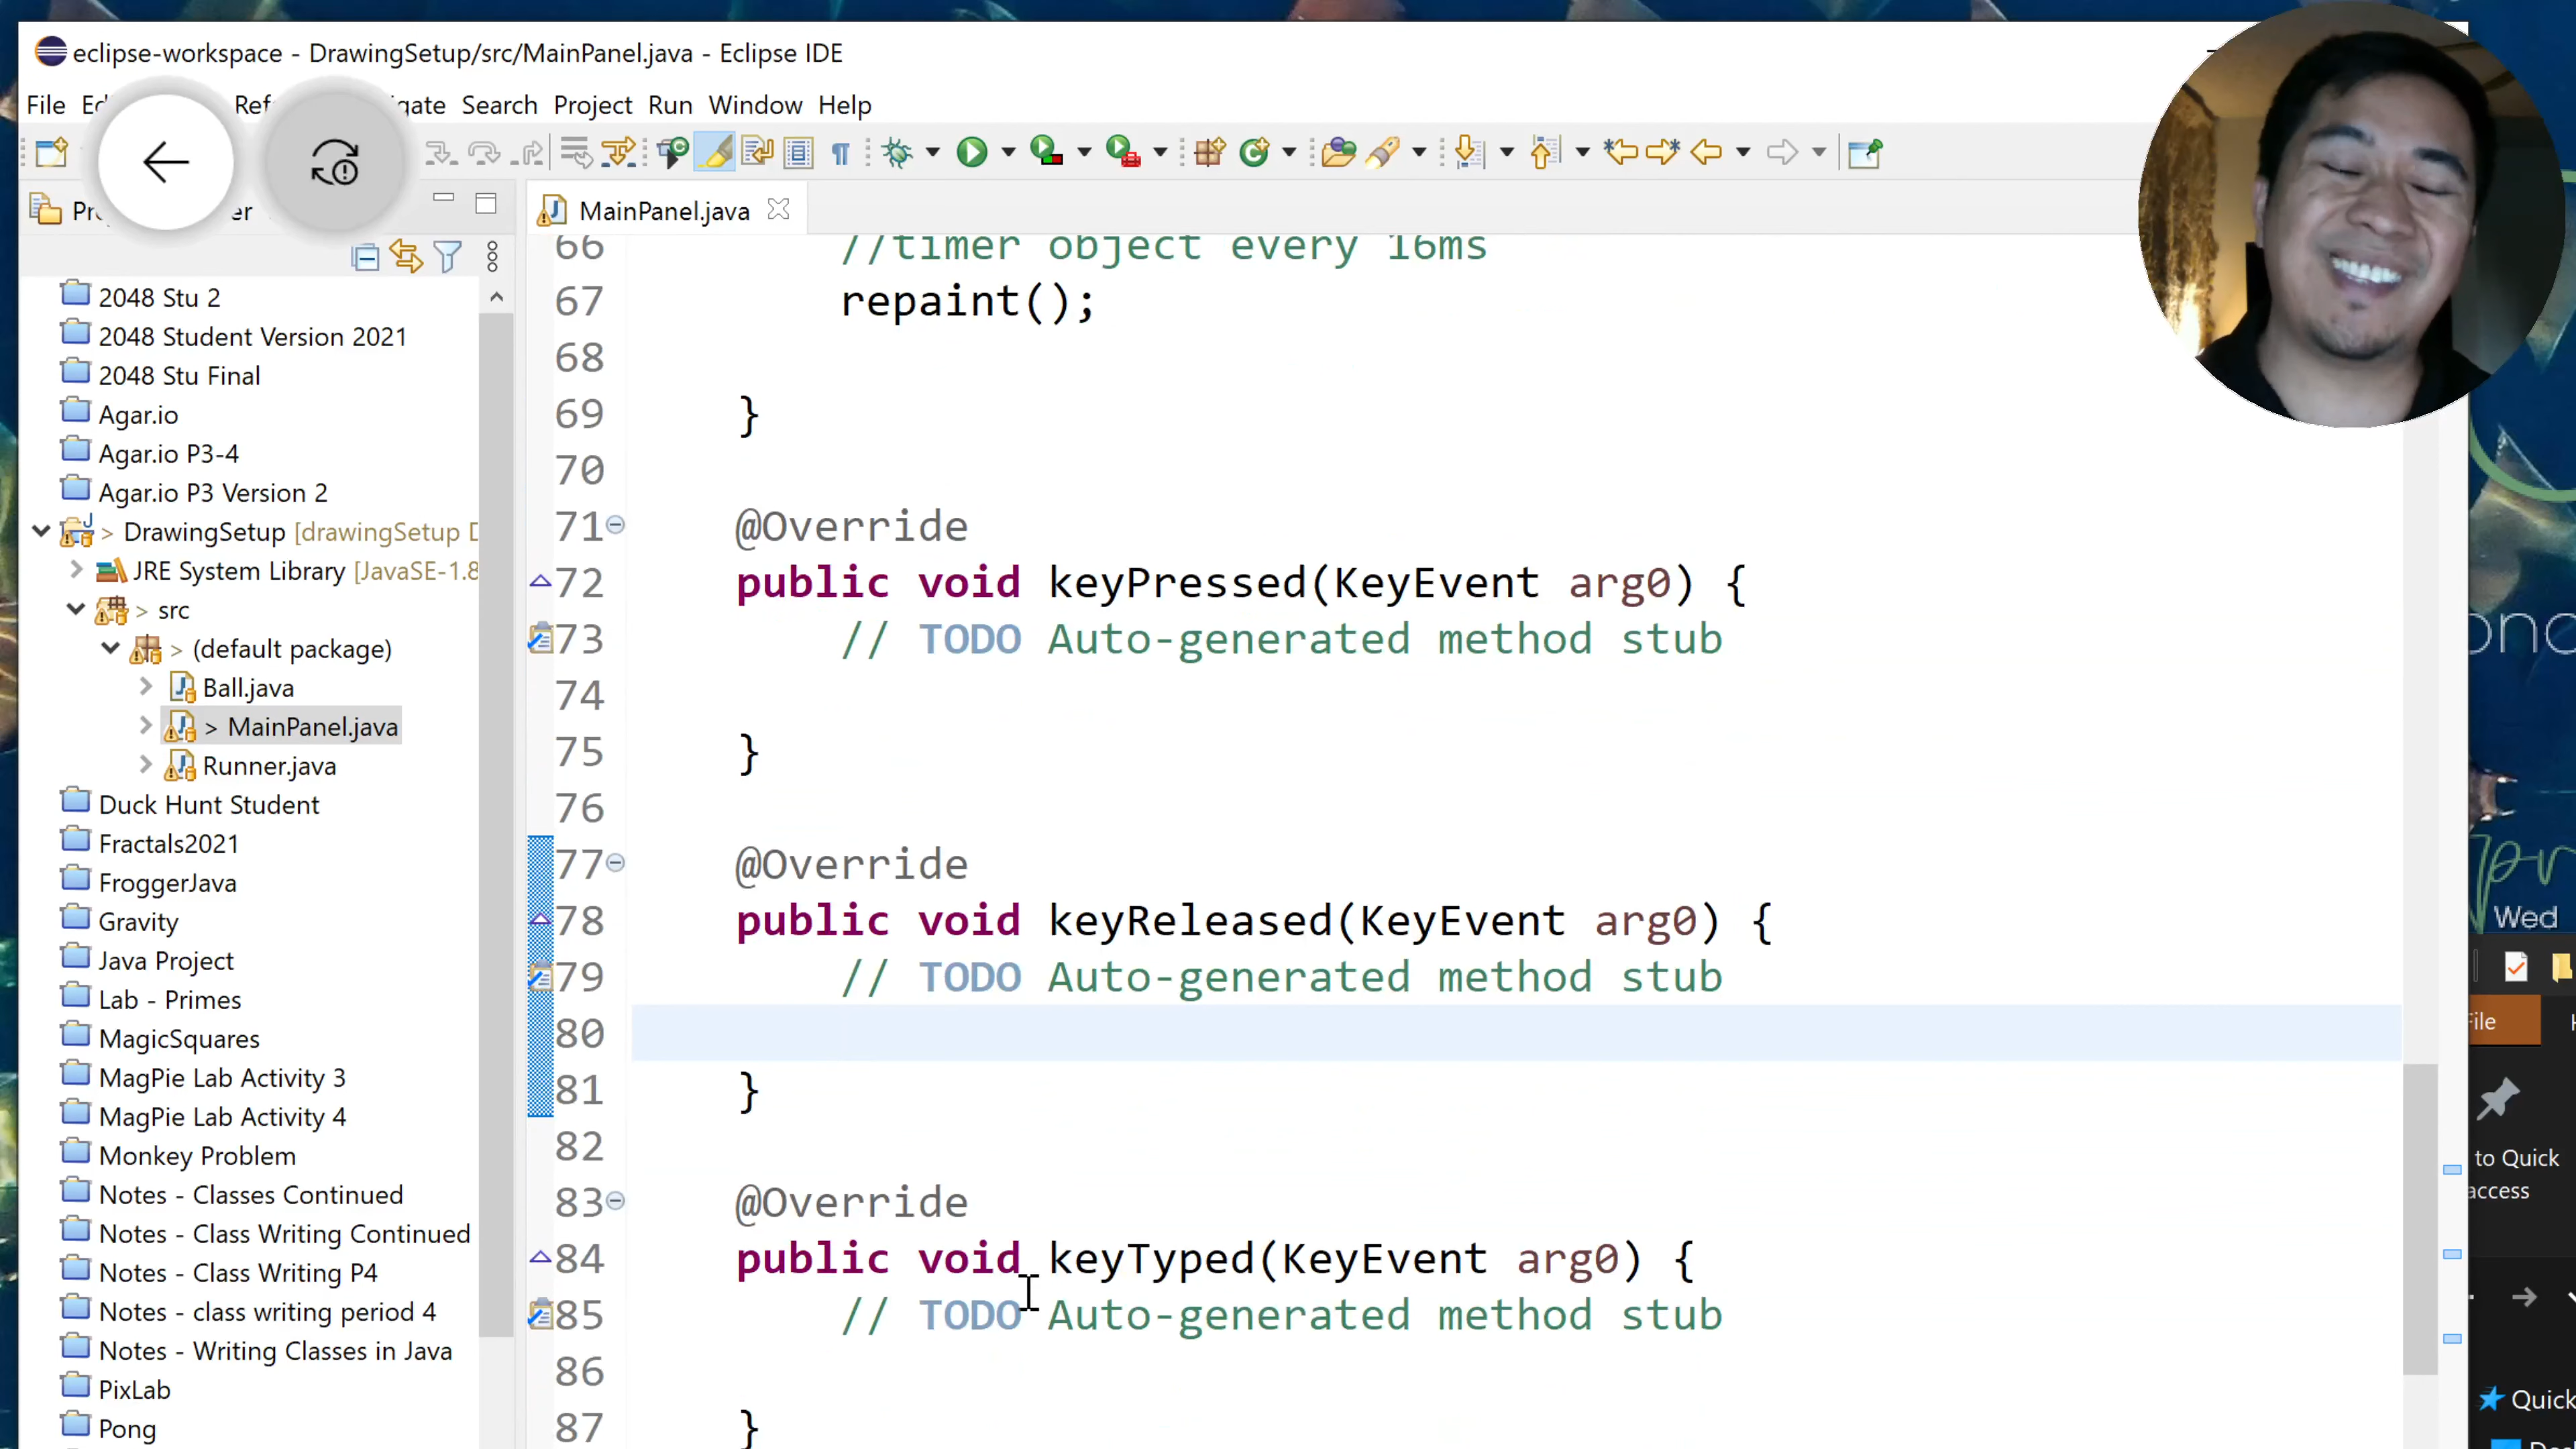 eclipse-workspace - DrawingSetup/src/MainPanel.java - Eclipse IDE
File Search Project Run Window Help
MainPanel.java
2048 Stu 2
2048 Student Version 2021
2048 Stu Final
Agar.io
Agar.io P3-4
Agar.io P3 Version 2
> DrawingSetup [drawingSetup
JRE System Library [JavaSE-1.8
> src
> (default package)
Ball.java
> MainPanel.java
Runner.java
Duck Hunt Student
Fractals2021
FroggerJava
Gravity
Java Project
Lab - Primes
MagicSquares
MagPie Lab Activity 3
MagPie Lab Activity 4
Monkey Problem
Notes - Classes Continued
Notes - Class Writing Continued
Notes - Class Writing P4
Notes - class writing period 4
Notes - Writing Classes in Java
PixLab
Pong
66 //timer object every 16ms
67 repaint();
68
69 }
70
71 @Override
72 public void keyPressed(KeyEvent arg0) {
73 // TODO Auto-generated method stub
74
75 }
76
77 @Override
78 public void keyReleased(KeyEvent arg0) {
79 // TODO Auto-generated method stub
80
81 }
82
83 @Override
84 public void keyTyped(KeyEvent arg0) {
85 // TODO Auto-generated method stub
86
87 }
Wed
to Quick
access
Quick